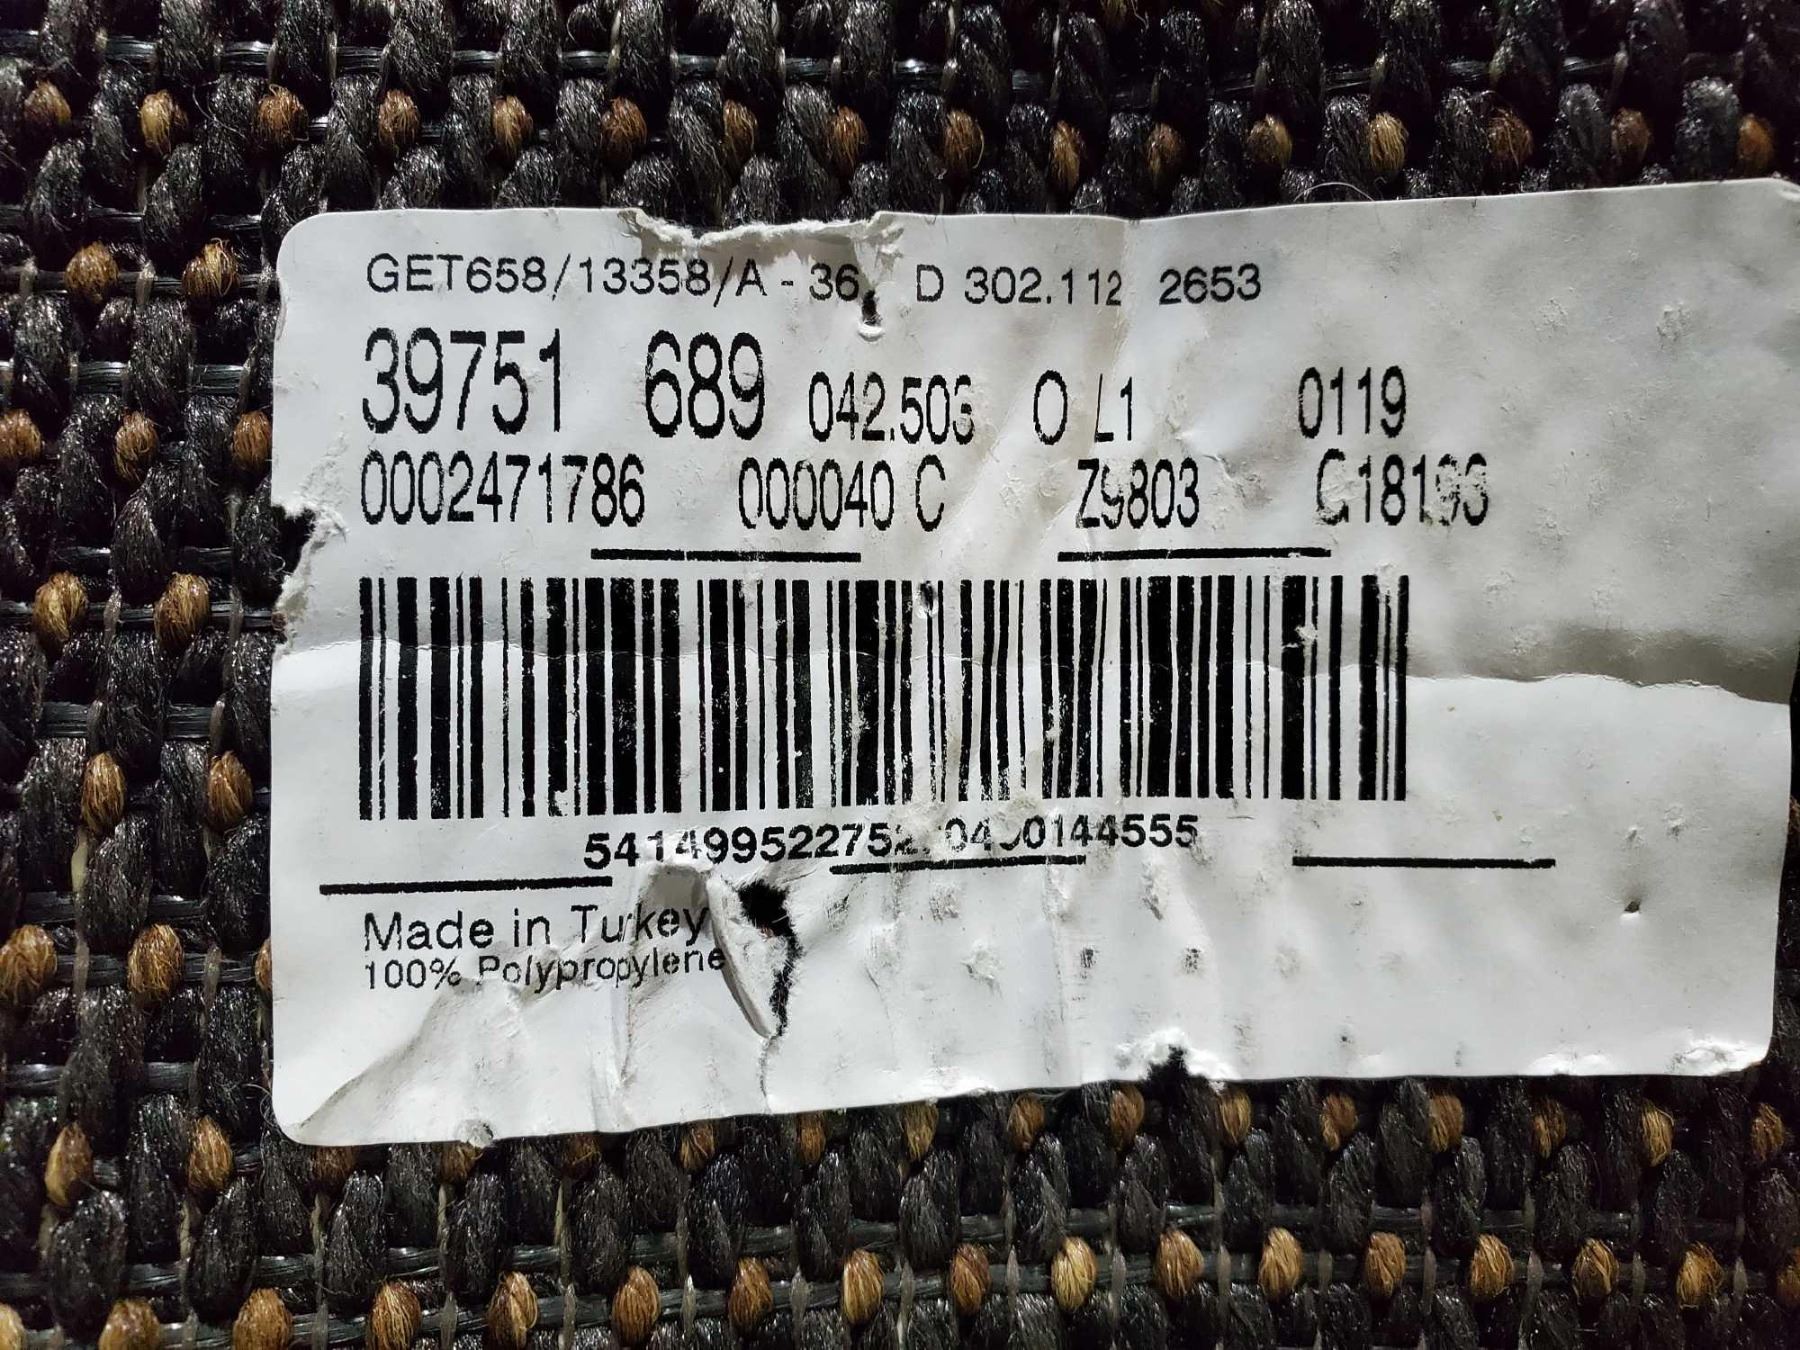 GET658/13358/A - 36 D 302.112 2653
39751 689 042.503 O L1 0119
0002471786 000040 C Z9803
Made in Turkey
100% Polypropylene